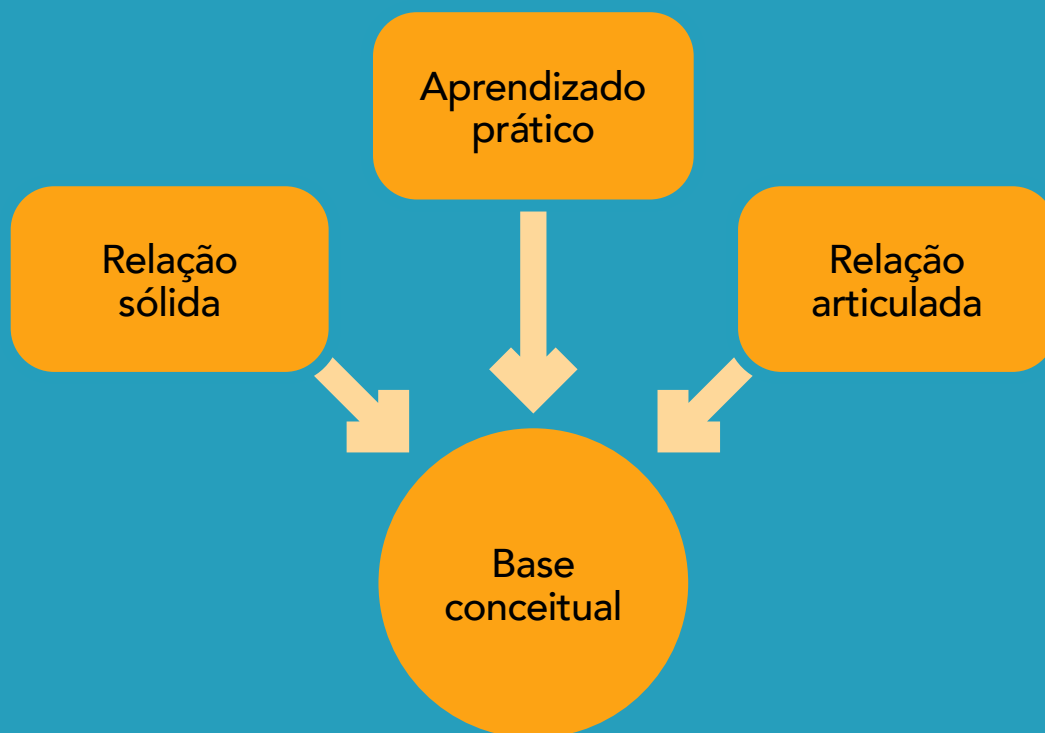 Aprendizado
prático
Relação
sólida
Relação
articulada
Base
conceitual